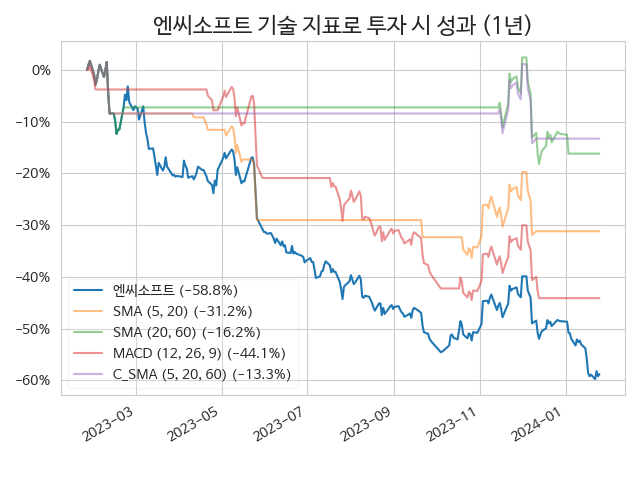 엔씨소프트 기술 지표로 투자 시 성과 (1년)
0%
−10%
−20%
−30%
−40%
−50%
−60%
엔씨소프트 (−58.8%)
SMA (5, 20) (−31.2%)
SMA (20, 60) (−16.2%)
MACD (12, 26, 9) (−44.1%)
C_SMA (5, 20, 60) (−13.3%)
2023−03
2023−05
2023−07
2023−09
2023−11
2024−01